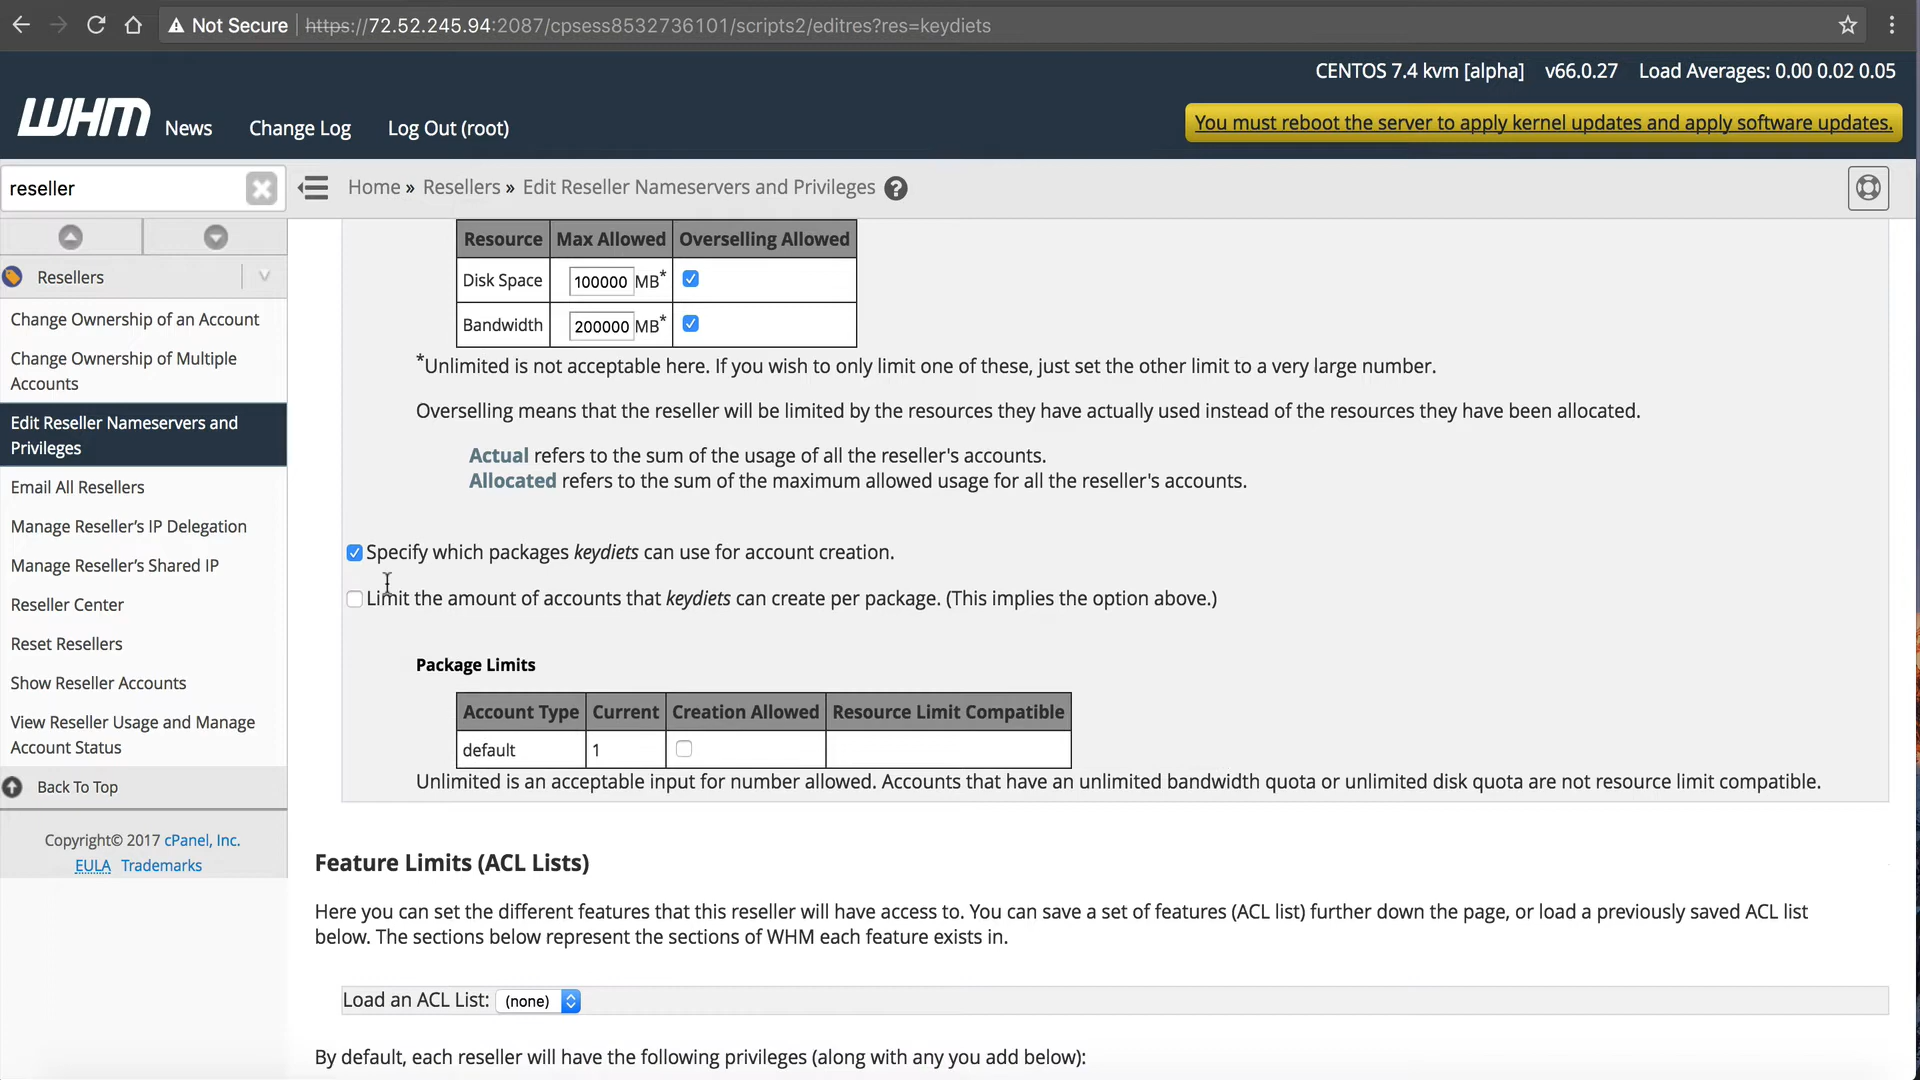 Not Secure https://72.52.245.94:2087/cpsess8532736101/scripts2/editres?res=keydiets
CENTOS 7.4 kvm [alpha] v66.0.27 Load Averages: 0.00 0.02 0.05
WHM News Change Log Log Out (root)
You must reboot the server to apply kernel updates and apply software updates.
reseller
Home » Resellers » Edit Reseller Nameservers and Privileges ?
Resellers
Change Ownership of an Account
Change Ownership of Multiple
Accounts
Edit Reseller Nameservers and
Privileges
Email All Resellers
Manage Reseller’s IP Delegation
Manage Reseller’s Shared IP
Reseller Center
Reset Resellers
Show Reseller Accounts
View Reseller Usage and Manage
Account Status
Back To Top
Copyright© 2017 cPanel, Inc.
EULA Trademarks
Resource Max Allowed Overselling Allowed
Disk Space 100000 MB*
Bandwidth 200000 MB*
*Unlimited is not acceptable here. If you wish to only limit one of these, just set the other limit to a very large number.
Overselling means that the reseller will be limited by the resources they have actually used instead of the resources they have been allocated.
Actual refers to the sum of the usage of all the reseller's accounts.
Allocated refers to the sum of the maximum allowed usage for all the reseller's accounts.
Specify which packages keydiets can use for account creation.
Limit the amount of accounts that keydiets can create per package. (This implies the option above.)
Package Limits
Account Type Current Creation Allowed Resource Limit Compatible
default 1
Unlimited is an acceptable input for number allowed. Accounts that have an unlimited bandwidth quota or unlimited disk quota are not resource limit compatible.
Feature Limits (ACL Lists)
Here you can set the different features that this reseller will have access to. You can save a set of features (ACL list) further down the page, or load a previously saved ACL list
below. The sections below represent the sections of WHM each feature exists in.
Load an ACL List: (none)
By default, each reseller will have the following privileges (along with any you add below):